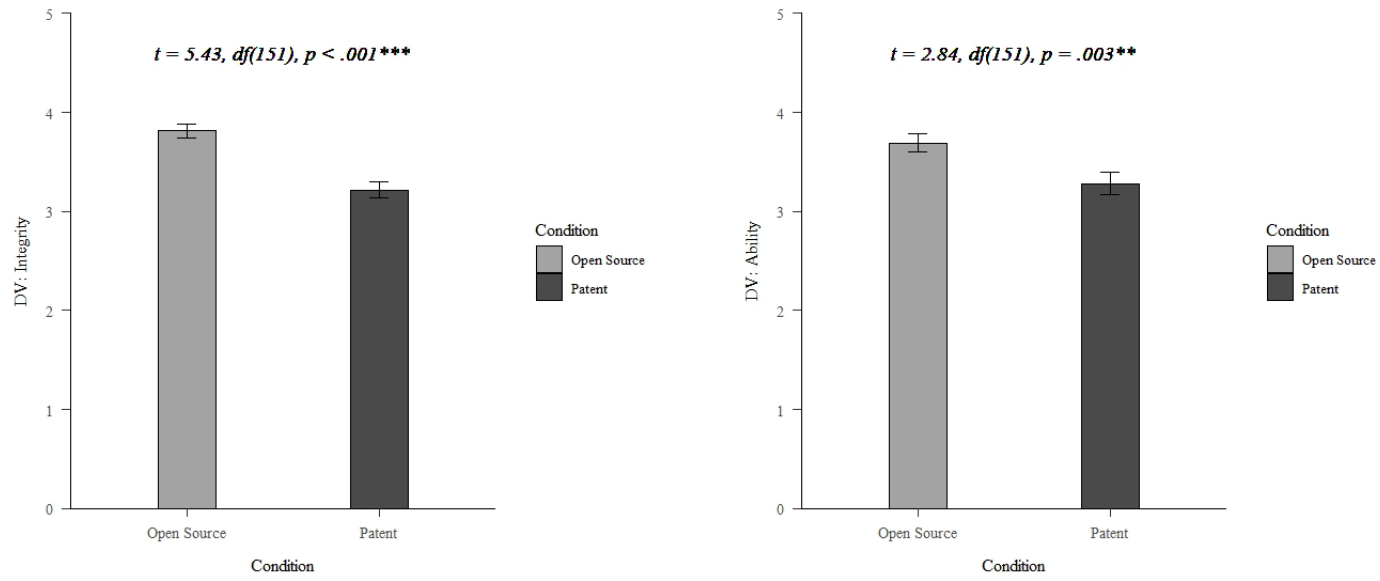 5
t = 5.43, df(151), p < .001***
4
3
2
1
0
DV: Integrity
Open Source
Patent
Condition
Condition
Open Source
Patent
5
t = 2.84, df(151), p = .003**
4
3
2
1
0
DV: Ability
Open Source
Patent
Condition
Condition
Open Source
Patent